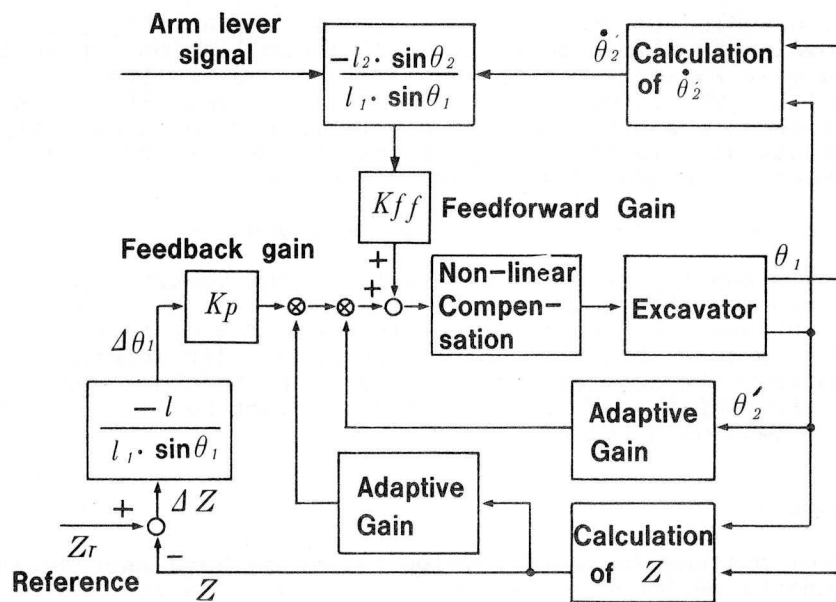 Arm lever
signal
-l₂ · sinθ₂
l₁ · sinθ₁
θ̇₂′
Calculation
of θ̇₂′
Kff
Feedforward Gain
Feedback gain
Kp
+
+
Non-linear
Compen-
sation
Excavator
θ₁
Δθ₁
-l
l₁ · sinθ₁
Adaptive
Gain
θ₂′
Adaptive
Gain
+
ΔZ
Zr
-
Reference
Z
Calculation
of Z